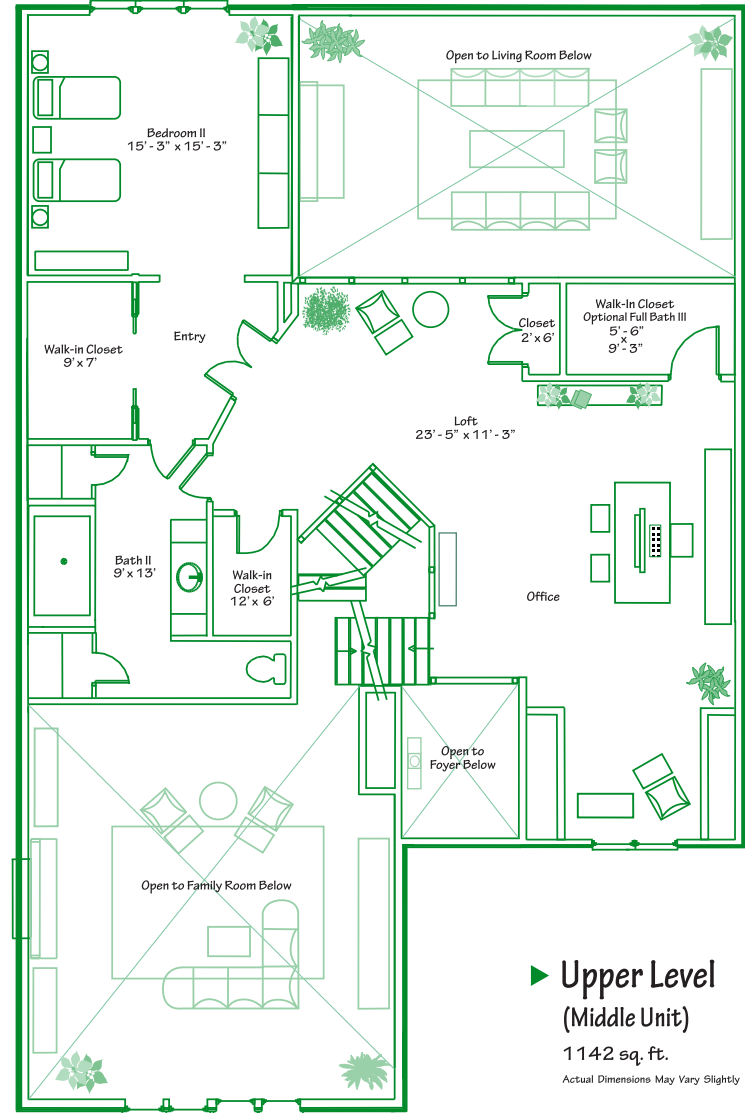 Open to Living Room Below
Bedroom II
15' - 3" x 15' - 3"
Walk-In Closet
Optional Full Bath III
5' - 6"
x
9' - 3"
Closet
2' x 6'
Entry
Walk-in Closet
9' x 7'
Loft
23' - 5" x 11' - 3"
Bath II
9' x 13'
Walk-in
Closet
12' x 6'
Office
Open to
Foyer Below
Open to Family Room Below
Upper Level
(Middle Unit)
1142 sq. ft.
Actual Dimensions May Vary Slightly